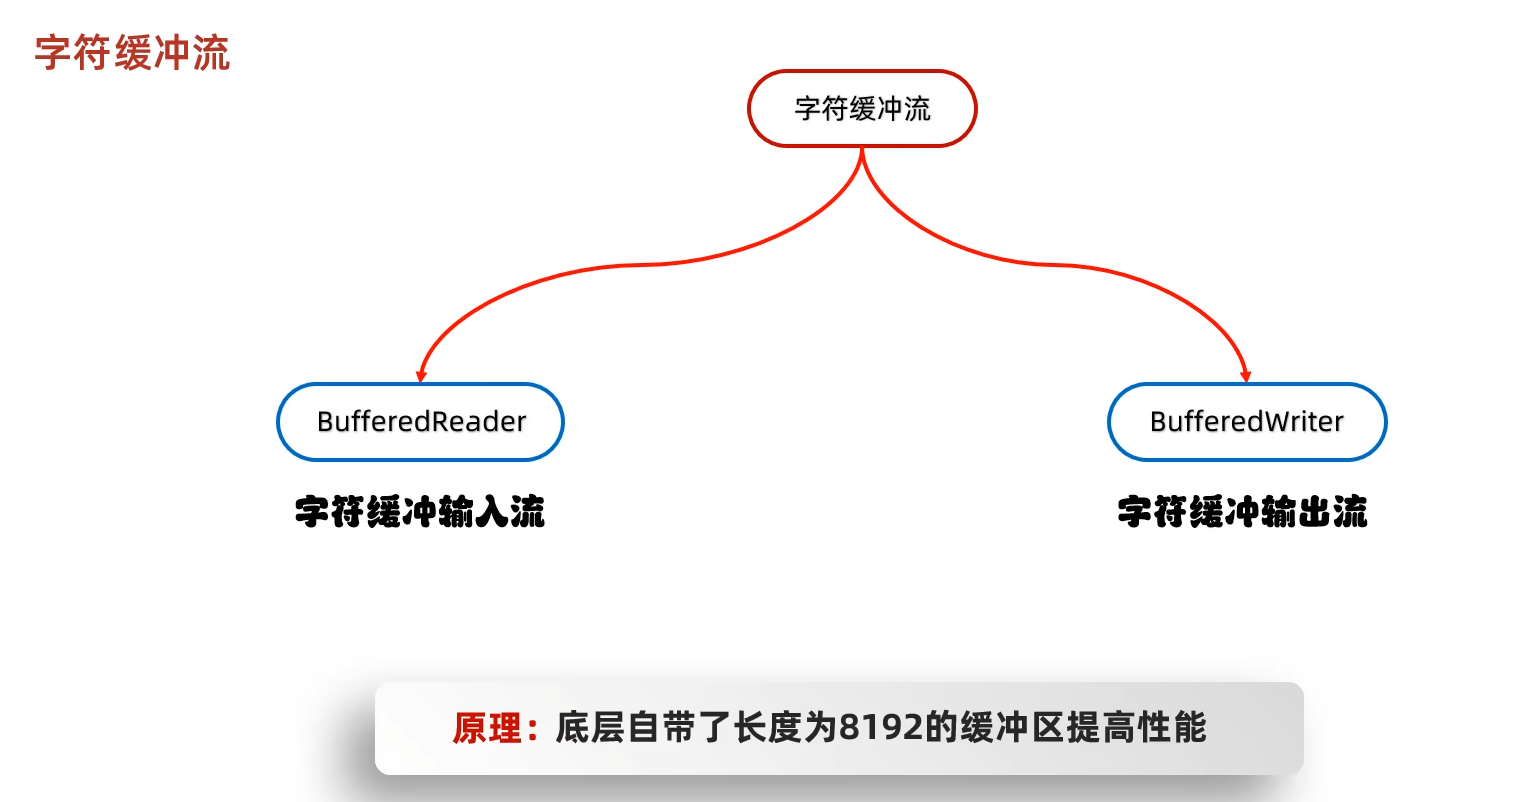 字符缓冲流
字符缓冲流
BufferedReader
BufferedWriter
字符缓冲输入流
字符缓冲输出流
原理：底层自带了长度为8192的缓冲区提高性能